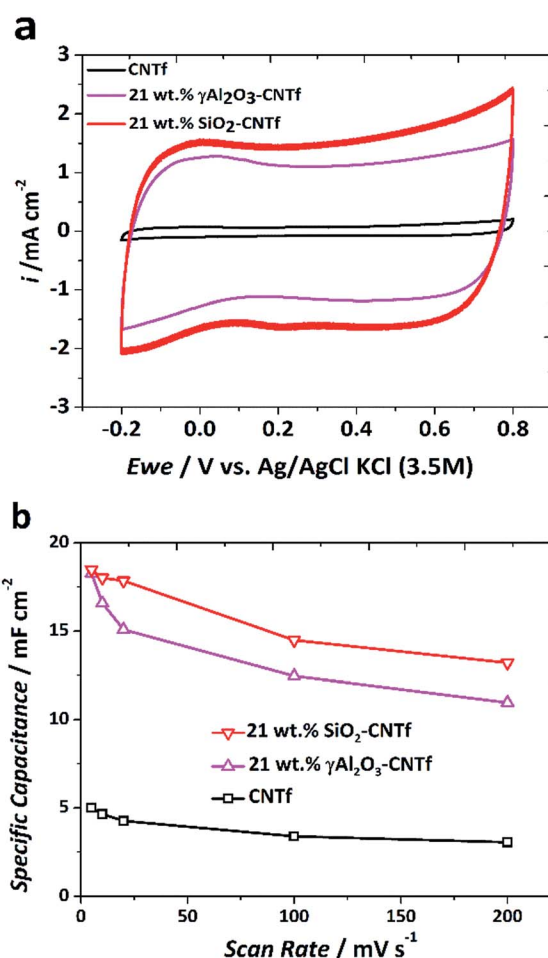 a
3
2
1
0
-1
-2
-3
i /mA cm⁻²
CNTf
21 wt.% γAl₂O₃-CNTf
21 wt.% SiO₂-CNTf
-0.2 0.0 0.2 0.4 0.6 0.8
Ewe / V vs. Ag/AgCl KCl (3.5M)
b
20
15
10
5
0
Specific Capacitance / mF cm⁻²
21 wt.% SiO₂-CNTf
21 wt.% γAl₂O₃-CNTf
CNTf
0 50 100 150 200
Scan Rate / mV s⁻¹